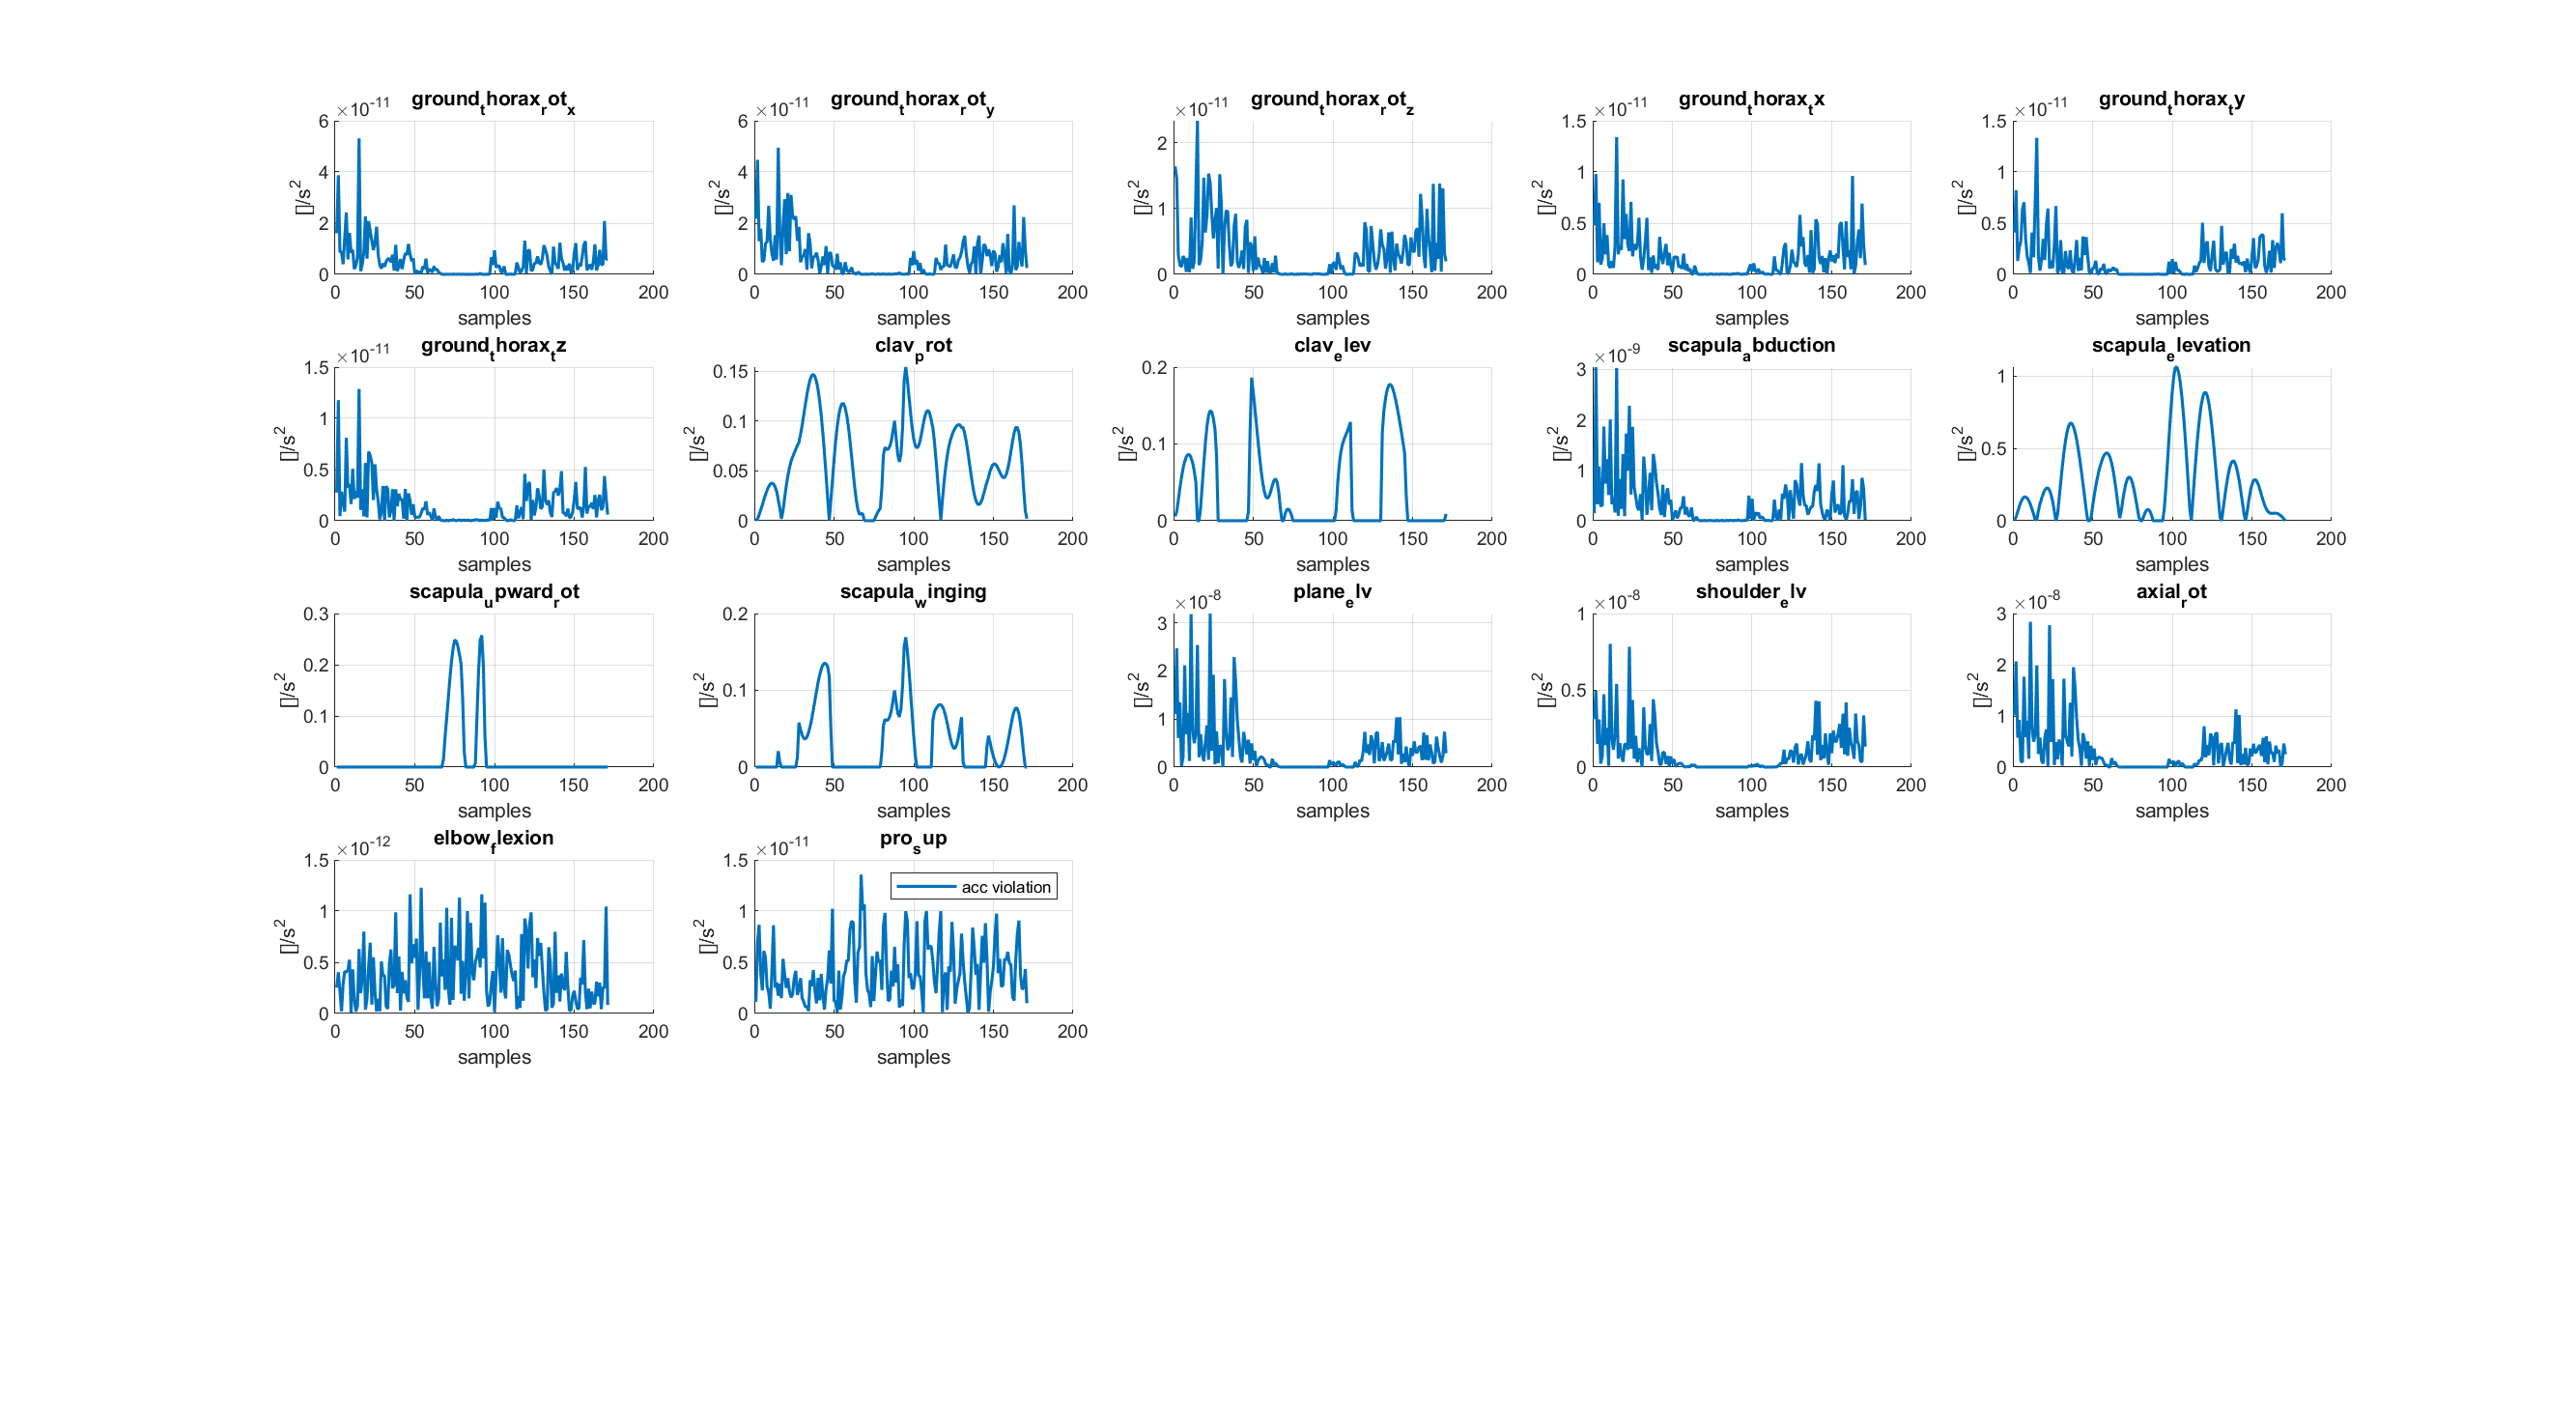 ×10-11 ground_thorax_rot_x
6
4
2
0
[]/s2
0 50 100 150 200
samples
×10-11 ground_thorax_rot_y
6
4
2
0
[]/s2
0 50 100 150 200
samples
×10-11 ground_thorax_rot_z
2
1
0
[]/s2
0 50 100 150 200
samples
×10-11 ground_thorax_tx
1.5
1
0.5
0
[]/s2
0 50 100 150 200
samples
×10-11 ground_thorax_ty
1.5
1
0.5
0
[]/s2
0 50 100 150 200
samples
×10-11 ground_thorax_tz
1.5
1
0.5
0
[]/s2
0 50 100 150 200
samples
clav_prot
0.15
0.1
0.05
0
[]/s2
0 50 100 150 200
samples
clav_elev
0.2
0.1
0
[]/s2
0 50 100 150 200
samples
×10-9 scapula_abduction
3
2
1
0
[]/s2
0 50 100 150 200
samples
scapula_elevation
1
0.5
0
[]/s2
0 50 100 150 200
samples
scapula_upward_rot
0.3
0.2
0.1
0
[]/s2
0 50 100 150 200
samples
scapula_winging
0.2
0.1
0
[]/s2
0 50 100 150 200
samples
×10-8 plane_elv
3
2
1
0
[]/s2
0 50 100 150 200
samples
×10-8 shoulder_elv
1
0.5
0
[]/s2
0 50 100 150 200
samples
×10-8 axial_rot
3
2
1
0
[]/s2
0 50 100 150 200
samples
×10-12 elbow_flexion
1.5
1
0.5
0
[]/s2
0 50 100 150 200
samples
×10-11 pro_sup
1.5
1
0.5
0
[]/s2
acc violation
0 50 100 150 200
samples